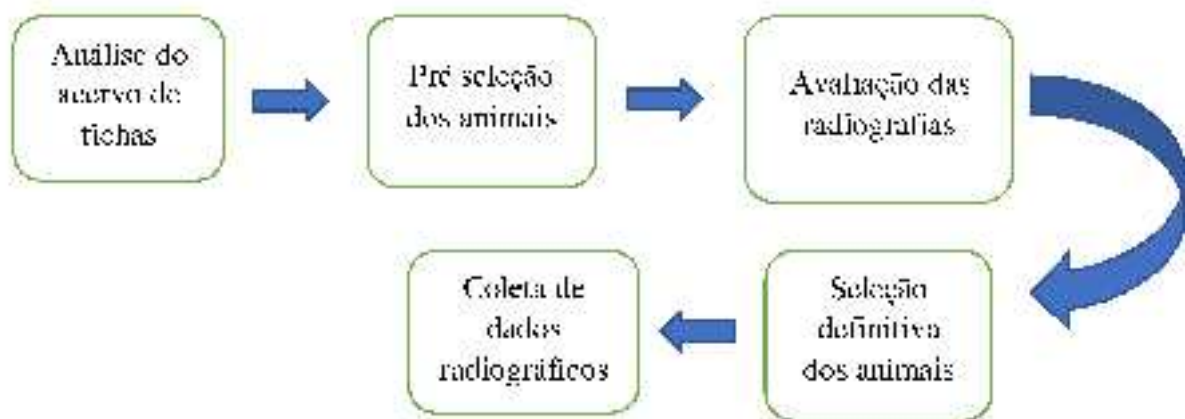 Análise do
acervo de
fichas
Pré seleção
dos animais
Avaliação das
radiografias
Seleção
definitiva
dos animais
Coleta de
dados
radiográficos